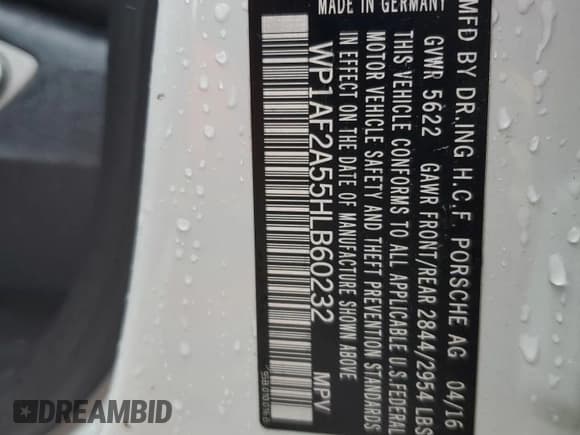 MFD BY DR.ING H.C.F. PORSCHE AG 04/16
GVWR 5622 GAWR FRONT/REAR 2844/2954 LBS
THIS VEHICLE CONFORMS TO ALL APPLICABLE U.S.FEDERAL
MOTOR VEHICLE SAFETY AND THEFT PREVENTION STANDARDS
IN EFFECT ON THE DATE OF MANUFACTURE SHOWN ABOVE
WP1AF2A55HLB60232 MPV
MADE IN GERMANY
DREAMBID